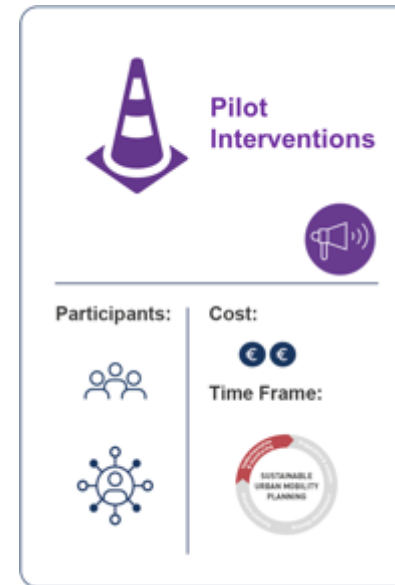 Pilot
Interventions
Participants:
Cost:
€ €
Time Frame:
SUSTAINABLE
URBAN MOBILITY
PLANNING